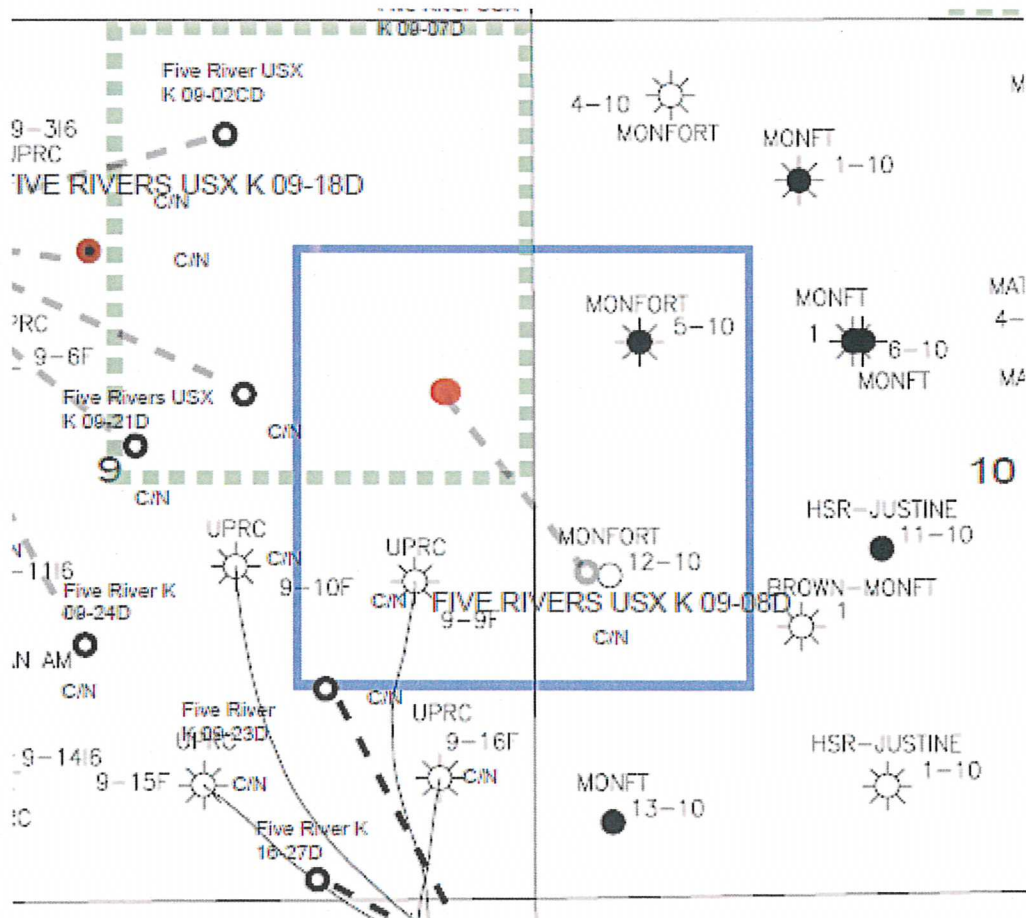 K 09-07D
Five River USX
K 09-02CD
4-10
MONFORT
MONFT
1-10
9-3I6
UPRC
FIVE RIVERS USX K 09-18D
C/N
C/N
MONFORT
5-10
MONFT
1
6-10
MONFT
4-
9-6F
Five Rivers USX
K 09-21D
C/N
9
C/N
10
UPRC
C/N
9-10F
UPRC
C/N
9-9F
MONFORT
12-10
HSR-JUSTINE
11-10
-11I6
Five River K
09-24D
FIVE RIVERS USX K 09-08D
C/N
BROWN-MONFT
1
AM
C/N
C/N
Five River
K 09-23D
UPRC
UPRC
9-16F
C/N
9-14I6
9-15F
C/N
HSR-JUSTINE
1-10
MONFT
13-10
Five River K
16-27D